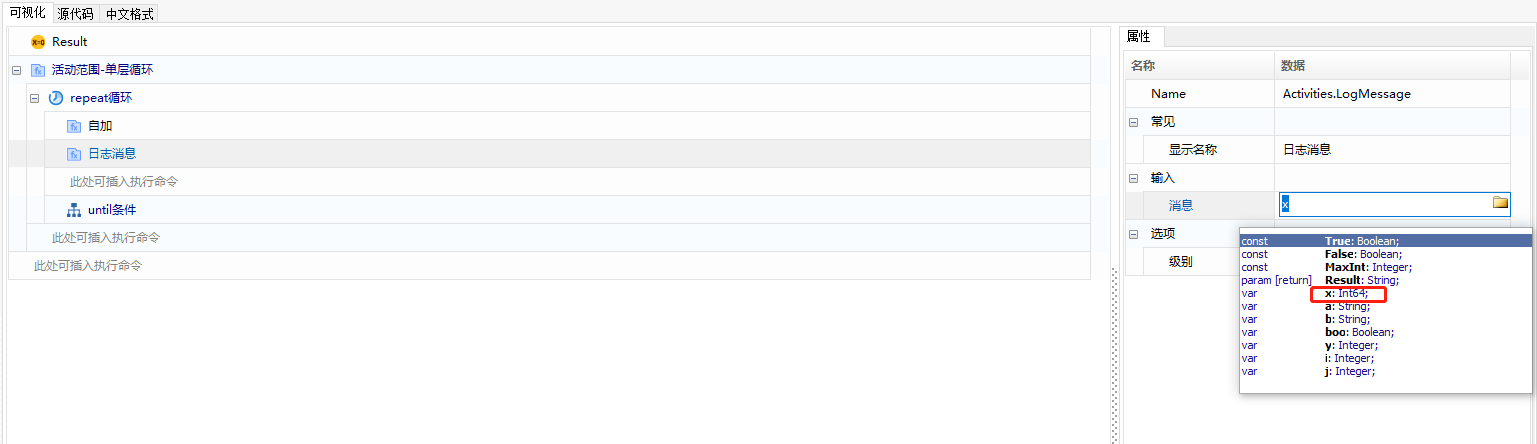 可视化 源代码 中文格式
X=0 Result
fx 活动范围-单层循环
repeat循环
fx 自加
fx 日志消息
此处可插入执行命令
until条件
此处可插入执行命令
此处可插入执行命令
属性
名称 数据
Name Activities.LogMessage
常见
显示名称 日志消息
输入
消息 x
选项
级别
const True: Boolean;
const False: Boolean;
const MaxInt: Integer;
param [return] Result: String;
var x: Int64;
var a: String;
var b: String;
var boo: Boolean;
var y: Integer;
var i: Integer;
var j: Integer;